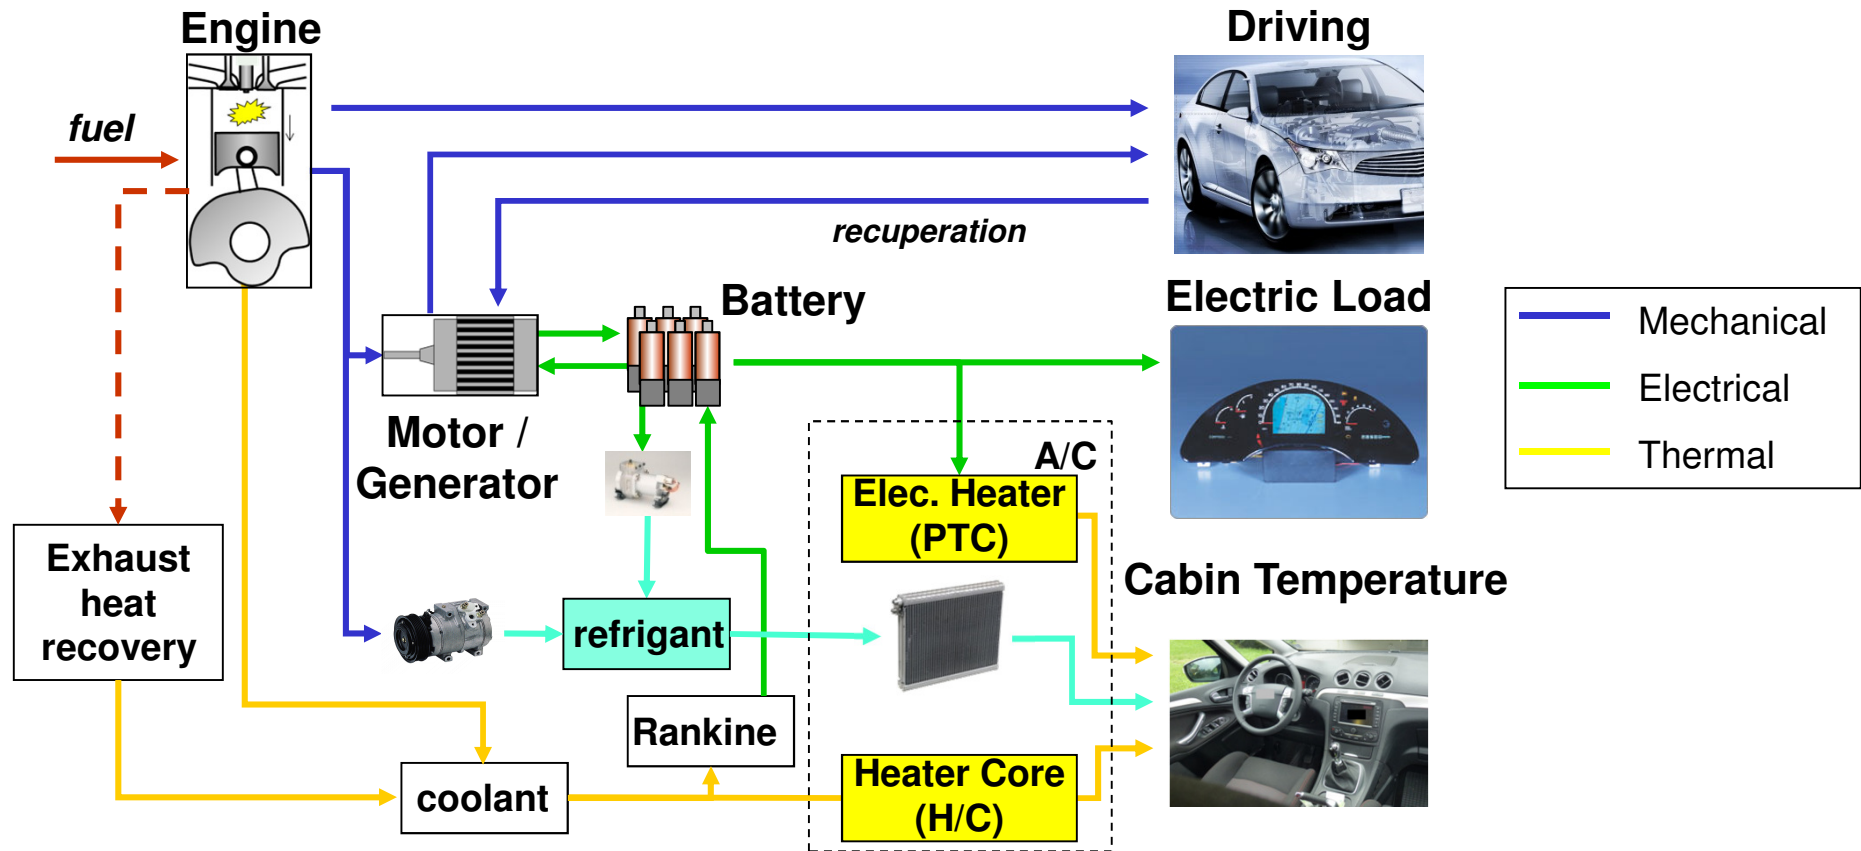 Engine
Driving
fuel
recuperation
Battery
Electric Load
Mechanical
Electrical
Thermal
Motor /
Generator
A/C
Elec. Heater
(PTC)
Exhaust
heat
recovery
Cabin Temperature
refrigant
Rankine
coolant
Heater Core
(H/C)